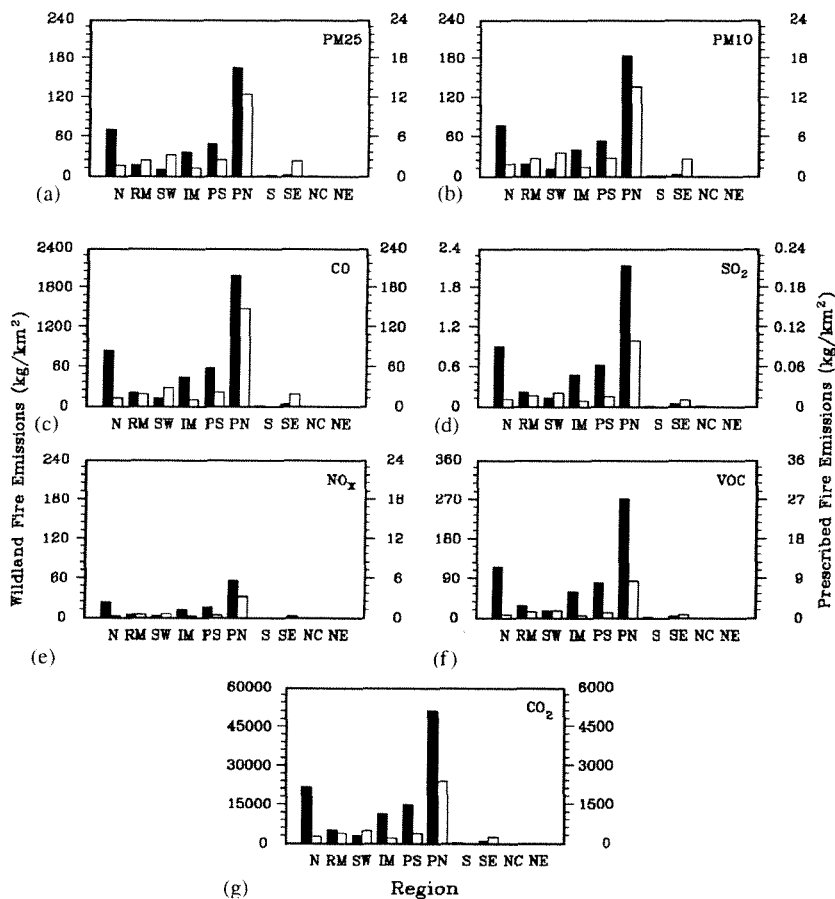 240 24 240 24
PM25 PM10
180 18 180 18
120 12 120 12
60 6 60 6
0 0 0 0
N RM SW IM PS PN S SE NC NE N RM SW IM PS PN S SE NC NE
(a) (b)
2400 240 2.4 0.24
CO SO2
1800 180 1.8 0.18
1200 120 1.2 0.12
60 60 0.6 0.06
0 0 0 0
N RM SW IM PS PN S SE NC NE N RM SW IM PS PN S SE NC NE
(c) (d)
240 24 360 36
NOx VOC
180 18 270 27
120 12 180 18
60 6 90 9
0 0 0 0
N RM SW IM PS PN S SE NC NE N RM SW IM PS PN S SE NC NE
(e) (f)
60000 6000
CO2
45000 4500
30000 3000
15000 1500
0 0
N RM SW IM PS PN S SE NC NE
(g) Region
Wildland Fire Emissions (kg/km2)
Prescribed Fire Emissions (kg/km2)